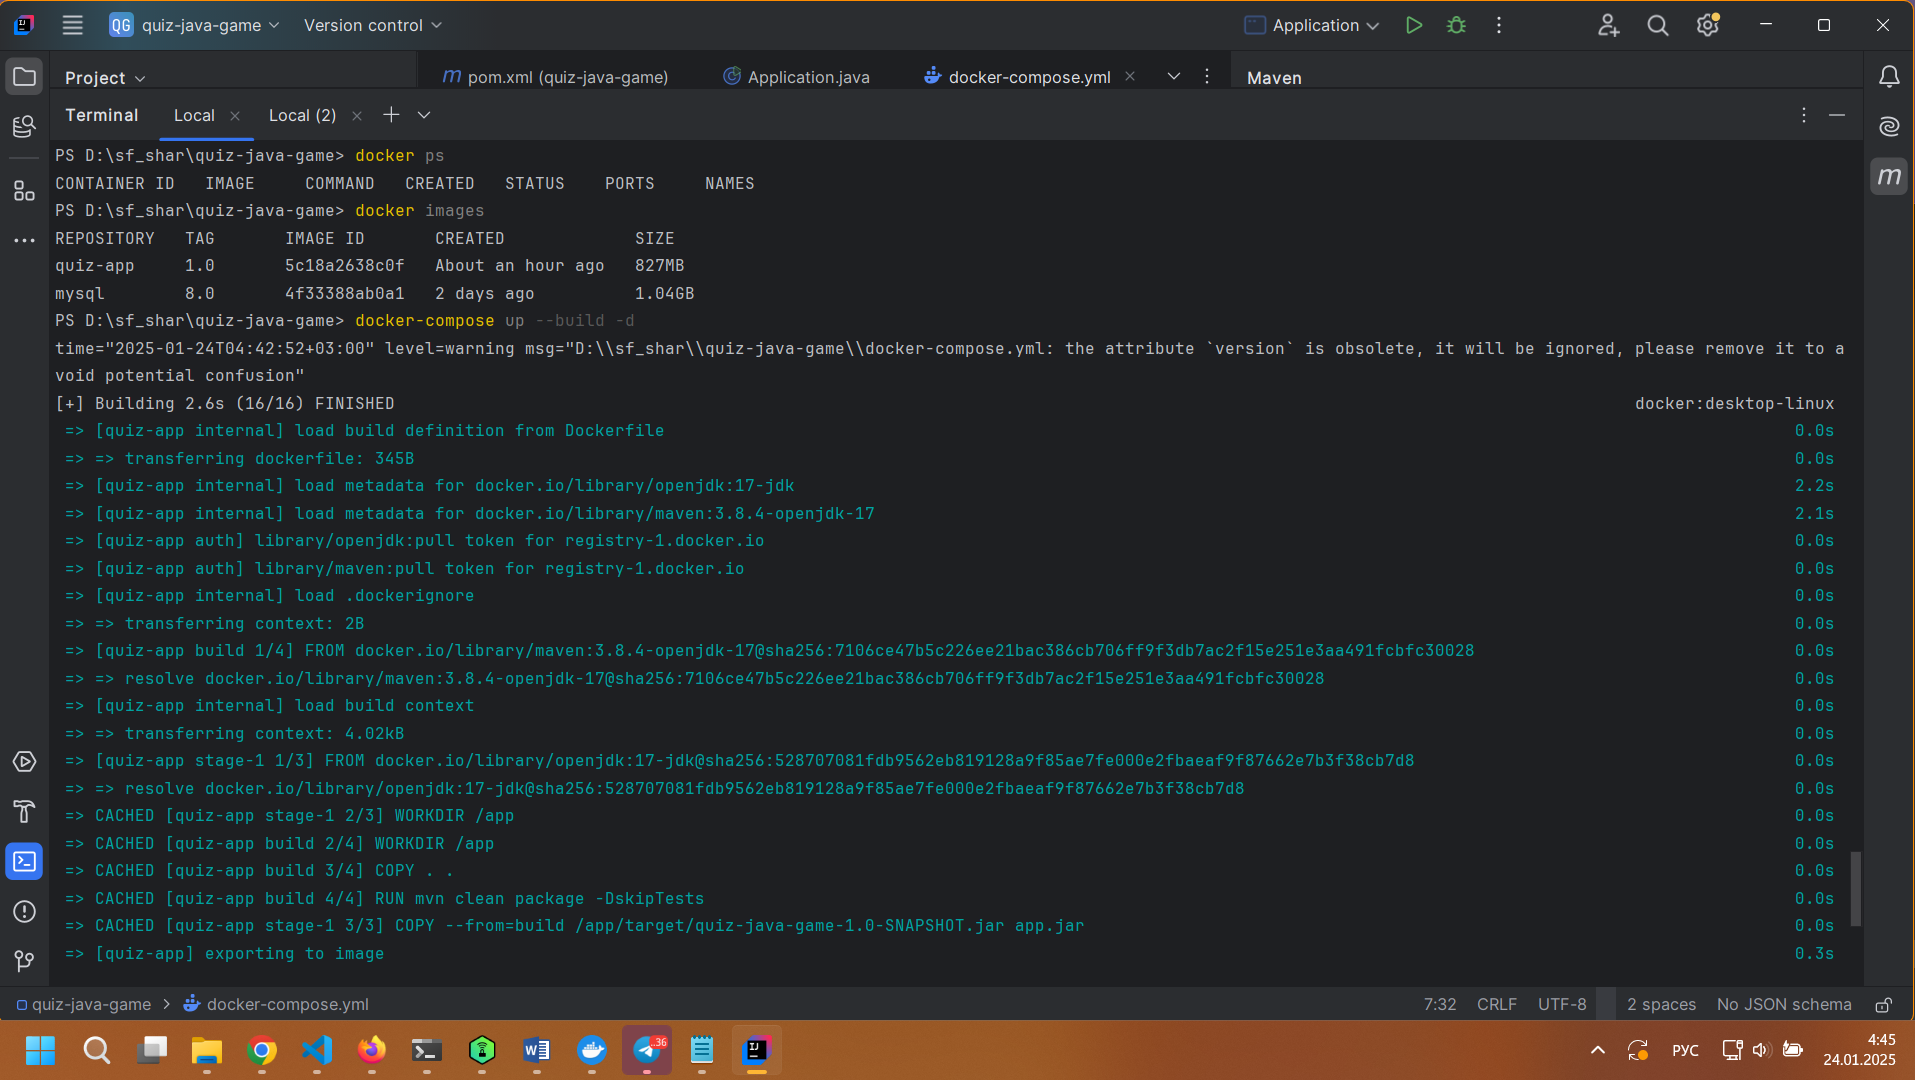 QG quiz-java-game Version control Application
Project m pom.xml (quiz-java-game) Application.java docker-compose.yml Maven
Terminal Local Local (2)
PS D:\sf_shar\quiz-java-game> docker ps
CONTAINER ID IMAGE COMMAND CREATED STATUS PORTS NAMES
PS D:\sf_shar\quiz-java-game> docker images
REPOSITORY TAG IMAGE ID CREATED SIZE
quiz-app 1.0 5c18a2638c0f About an hour ago 827MB
mysql 8.0 4f33388ab0a1 2 days ago 1.04GB
PS D:\sf_shar\quiz-java-game> docker-compose up --build -d
time="2025-01-24T04:42:52+03:00" level=warning msg="D:\\sf_shar\\quiz-java-game\\docker-compose.yml: the attribute `version` is obsolete, it will be ignored, please remove it to a
void potential confusion"
[+] Building 2.6s (16/16) FINISHED docker:desktop-linux
=> [quiz-app internal] load build definition from Dockerfile 0.0s
=> => transferring dockerfile: 345B 0.0s
=> [quiz-app internal] load metadata for docker.io/library/openjdk:17-jdk 2.2s
=> [quiz-app internal] load metadata for docker.io/library/maven:3.8.4-openjdk-17 2.1s
=> [quiz-app auth] library/openjdk:pull token for registry-1.docker.io 0.0s
=> [quiz-app auth] library/maven:pull token for registry-1.docker.io 0.0s
=> [quiz-app internal] load .dockerignore 0.0s
=> => transferring context: 2B 0.0s
=> [quiz-app build 1/4] FROM docker.io/library/maven:3.8.4-openjdk-17@sha256:7106ce47b5c226ee21bac386cb706ff9f3db7ac2f15e251e3aa491fcbfc30028 0.0s
=> => resolve docker.io/library/maven:3.8.4-openjdk-17@sha256:7106ce47b5c226ee21bac386cb706ff9f3db7ac2f15e251e3aa491fcbfc30028 0.0s
=> [quiz-app internal] load build context 0.0s
=> => transferring context: 4.02kB 0.0s
=> [quiz-app stage-1 1/3] FROM docker.io/library/openjdk:17-jdk@sha256:528707081fdb9562eb819128a9f85ae7fe000e2fbaeaf9f87662e7b3f38cb7d8 0.0s
=> => resolve docker.io/library/openjdk:17-jdk@sha256:528707081fdb9562eb819128a9f85ae7fe000e2fbaeaf9f87662e7b3f38cb7d8 0.0s
=> CACHED [quiz-app stage-1 2/3] WORKDIR /app 0.0s
=> CACHED [quiz-app build 2/4] WORKDIR /app 0.0s
=> CACHED [quiz-app build 3/4] COPY . . 0.0s
=> CACHED [quiz-app build 4/4] RUN mvn clean package -DskipTests 0.0s
=> CACHED [quiz-app stage-1 3/3] COPY --from=build /app/target/quiz-java-game-1.0-SNAPSHOT.jar app.jar 0.0s
=> [quiz-app] exporting to image 0.3s
quiz-java-game > docker-compose.yml 7:32 CRLF UTF-8 2 spaces No JSON schema
..36 РУС 4:45
24.01.2025